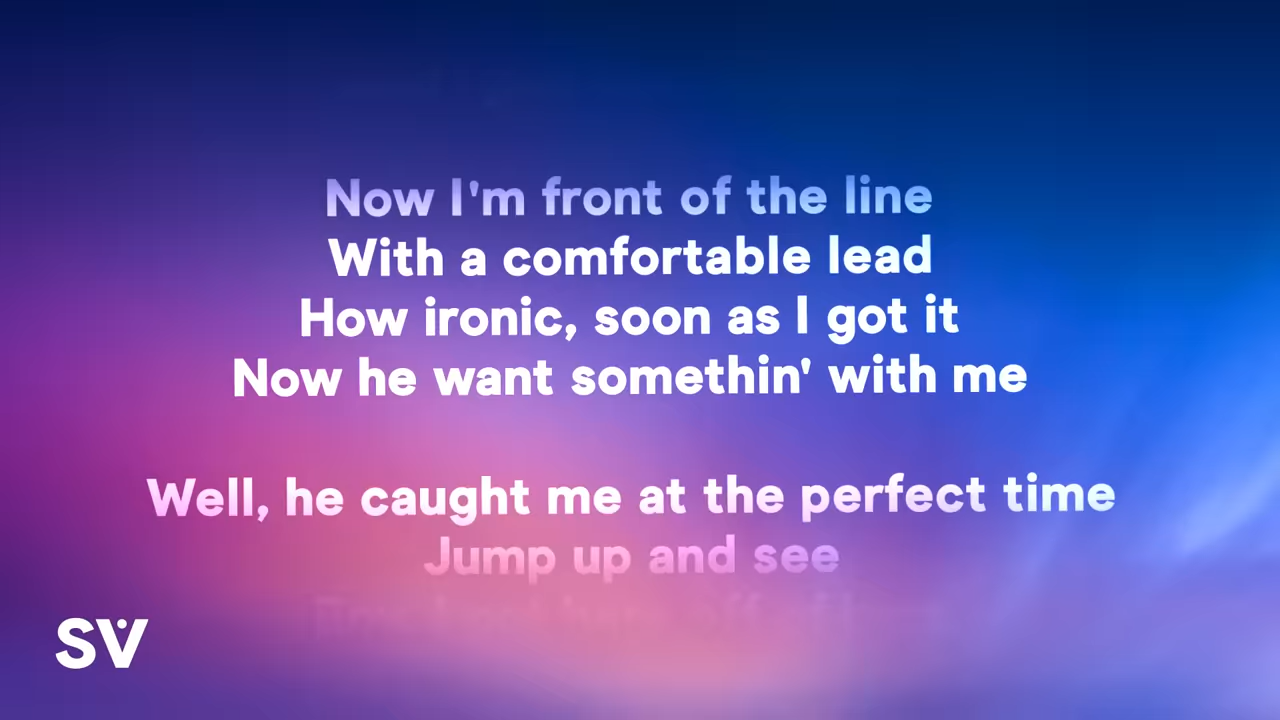 Now I'm front of the line
With a comfortable lead
How ironic, soon as I got it
Now he want somethin' with me
Well, he caught me at the perfect time
Jump up and see
SV